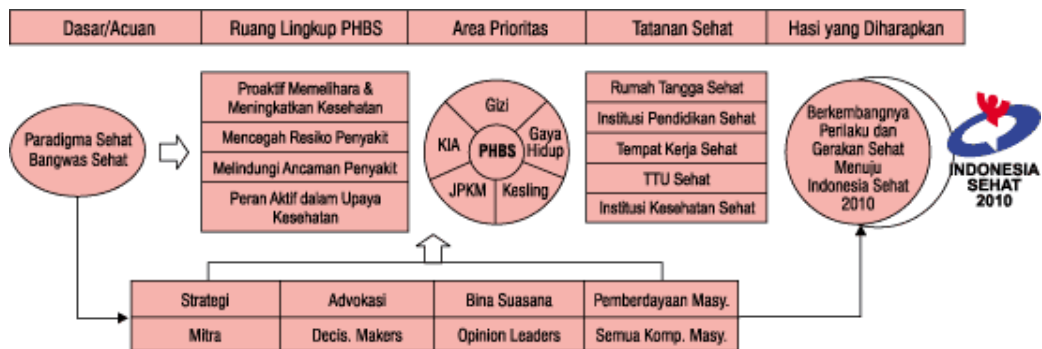 Dasar/Acuan
Ruang Lingkup PHBS
Area Prioritas
Tatanan Sehat
Hasi yang Diharapkan
Paradigma Sehat
Bangwas Sehat
Proaktif Memelihara &
Meningkatkan Kesehatan
Mencegah Resiko Penyakit
Melindungi Ancaman Penyakit
Peran Aktif dalam Upaya
Kesehatan
Gizi
Gaya
Hidup
KIA
PHBS
JPKM
Kesling
Rumah Tangga Sehat
Institusi Pendidikan Sehat
Tempat Kerja Sehat
TTU Sehat
Institusi Kesehatan Sehat
Berkembangnya
Perilaku dan
Gerakan Sehat
Menuju
Indonesia Sehat
2010
INDONESIA
SEHAT
2010
Strategi
Advokasi
Bina Suasana
Pemberdayaan Masy.
Mitra
Decis. Makers
Opinion Leaders
Semua Komp. Masy.